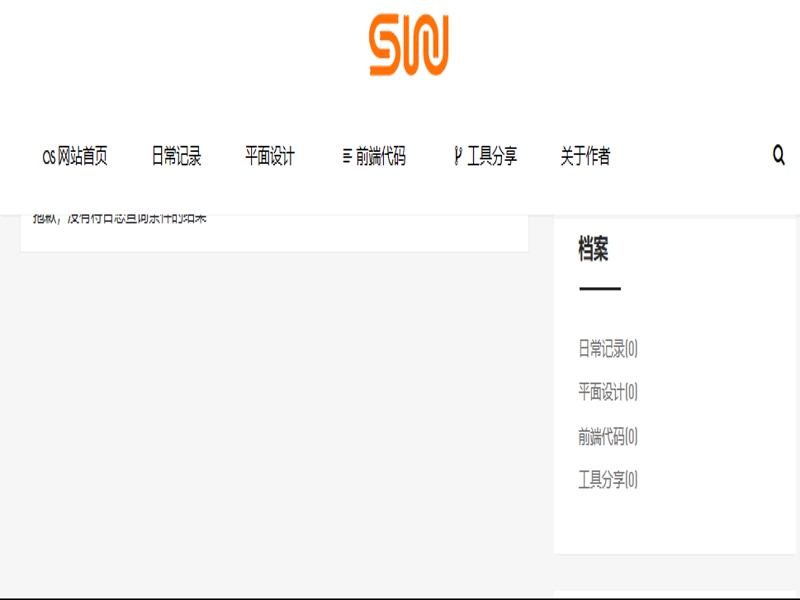 SW
os 网站首页 日常记录 平面设计 前端代码 工具分享 关于作者
抱歉，没有符合您查询条件的结果
档案
日常记录(0)
平面设计(0)
前端代码(0)
工具分享(0)